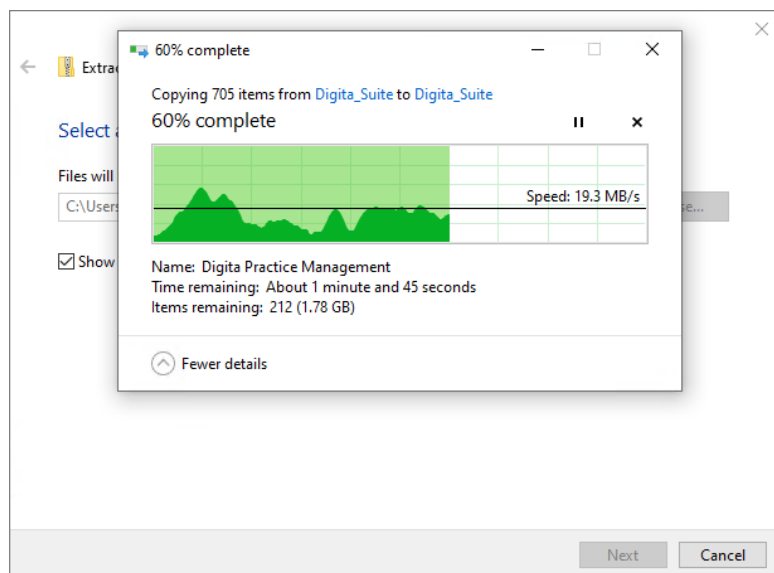 60% complete
Extra
Copying 705 items from Digita_Suite to Digita_Suite
60% complete
Select a
Files will
Speed: 19.3 MB/s
C:\Users
se...
Show
Name: Digita Practice Management
Time remaining: About 1 minute and 45 seconds
Items remaining: 212 (1.78 GB)
Fewer details
Next
Cancel